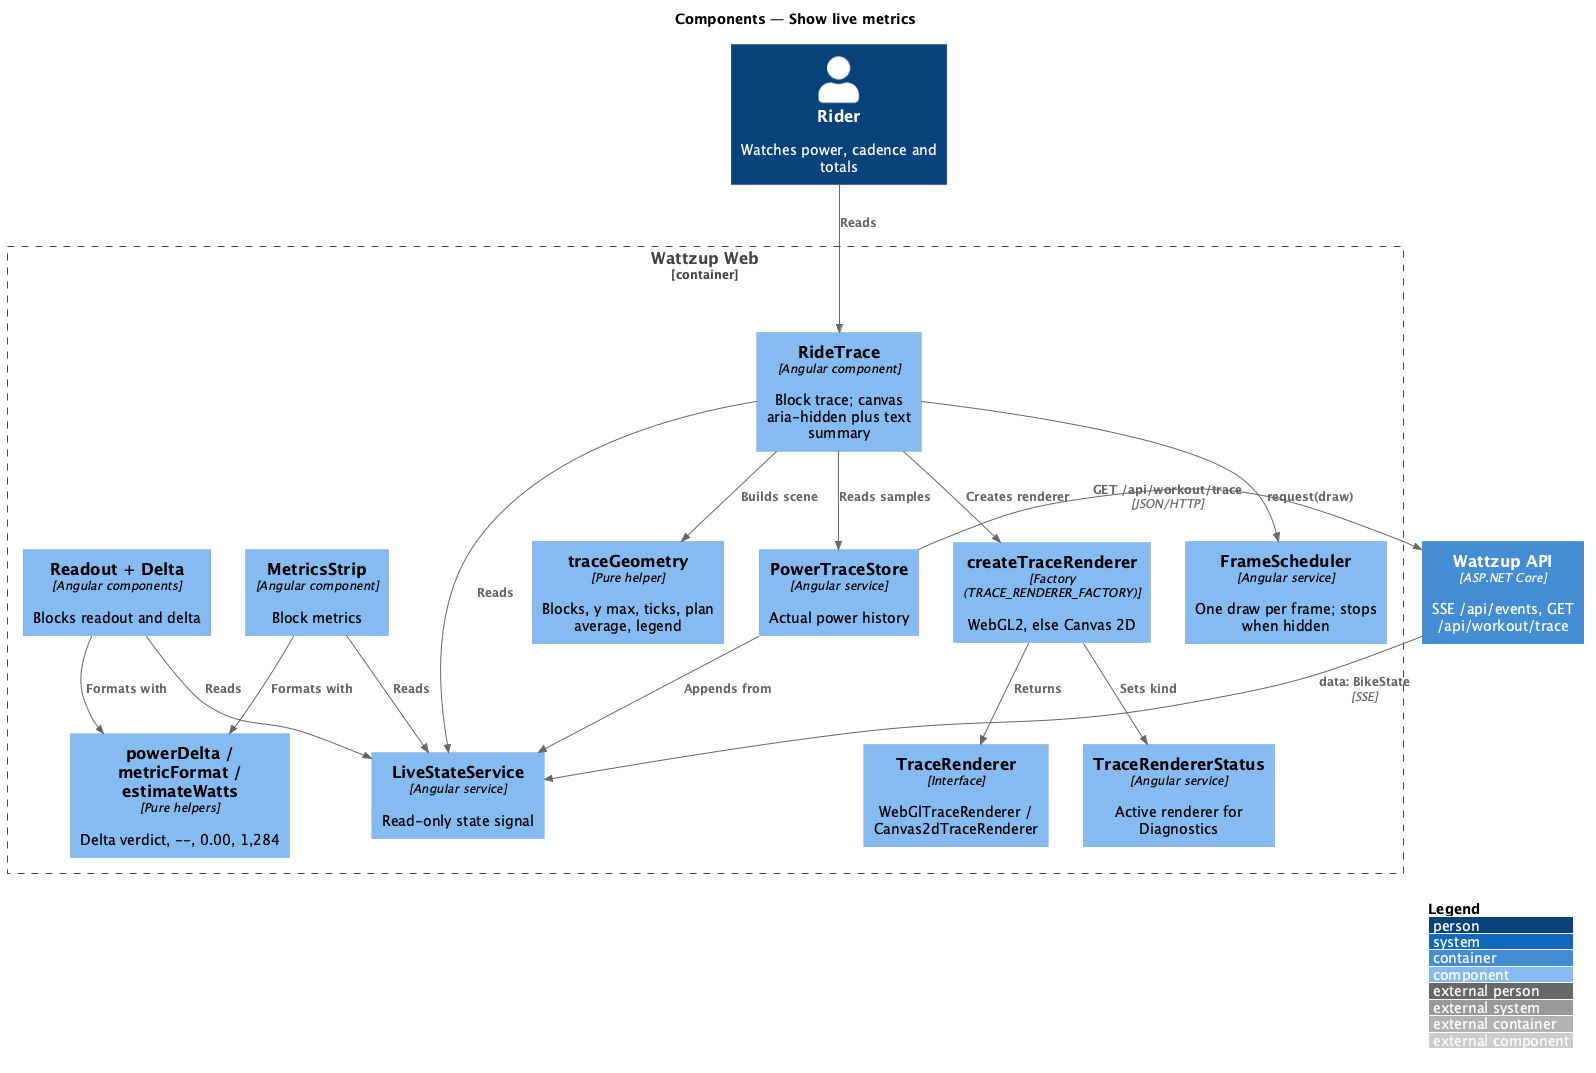 Components — Show live metrics
Rider
Watches power, cadence and
totals
Reads
Wattzup Web
[container]
RideTrace
[Angular component]
Block trace; canvas
aria-hidden plus text
summary
Builds scene
Reads samples
Creates renderer
GET /api/workout/trace
[JSON/HTTP]
request(draw)
Reads
Readout + Delta
[Angular components]
Blocks readout and delta
MetricsStrip
[Angular component]
Block metrics
traceGeometry
[Pure helper]
Blocks, y max, ticks, plan
average, legend
PowerTraceStore
[Angular service]
Actual power history
createTraceRenderer
[Factory
(TRACE_RENDERER_FACTORY)]
WebGL2, else Canvas 2D
FrameScheduler
[Angular service]
One draw per frame; stops
when hidden
Wattzup API
[ASP.NET Core]
SSE /api/events, GET
/api/workout/trace
Formats with
Reads
Formats with
Reads
Appends from
Returns
Sets kind
data: BikeState
[SSE]
powerDelta /
metricFormat /
estimateWatts
[Pure helpers]
Delta verdict, --, 0.00, 1,284
LiveStateService
[Angular service]
Read-only state signal
TraceRenderer
[Interface]
WebGlTraceRenderer /
Canvas2dTraceRenderer
TraceRendererStatus
[Angular service]
Active renderer for
Diagnostics
Legend
person
system
container
component
external person
external system
external container
external component